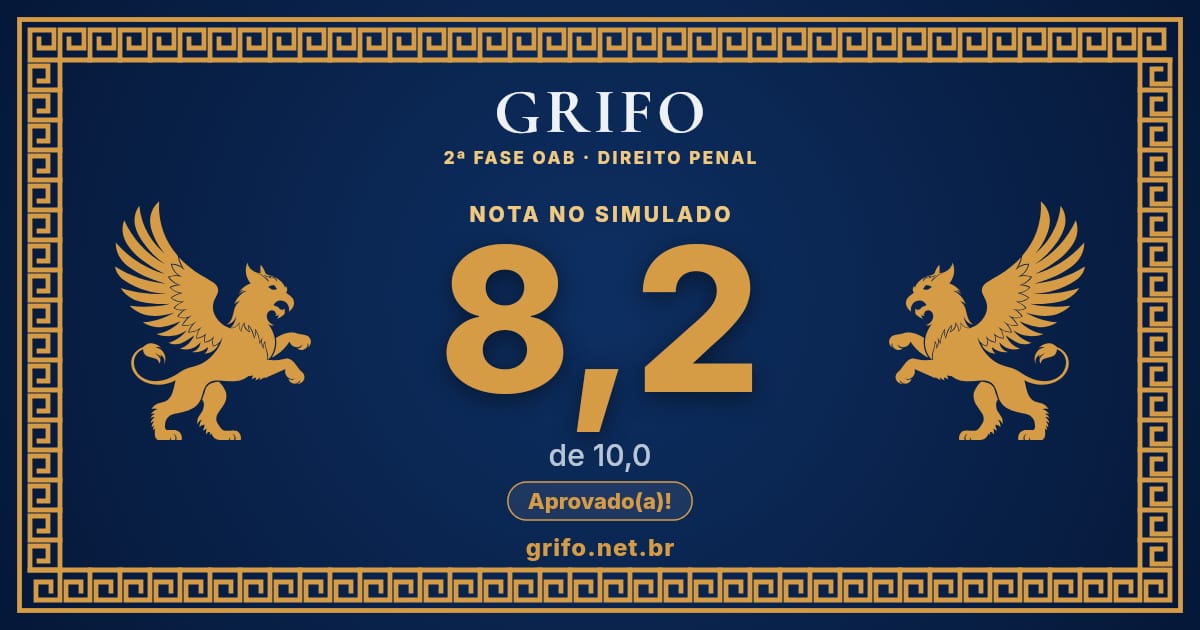 GRIFO
2ª FASE OAB · DIREITO PENAL
NOTA NO SIMULADO
8,2
de 10,0
Aprovado(a)!
grifo.net.br